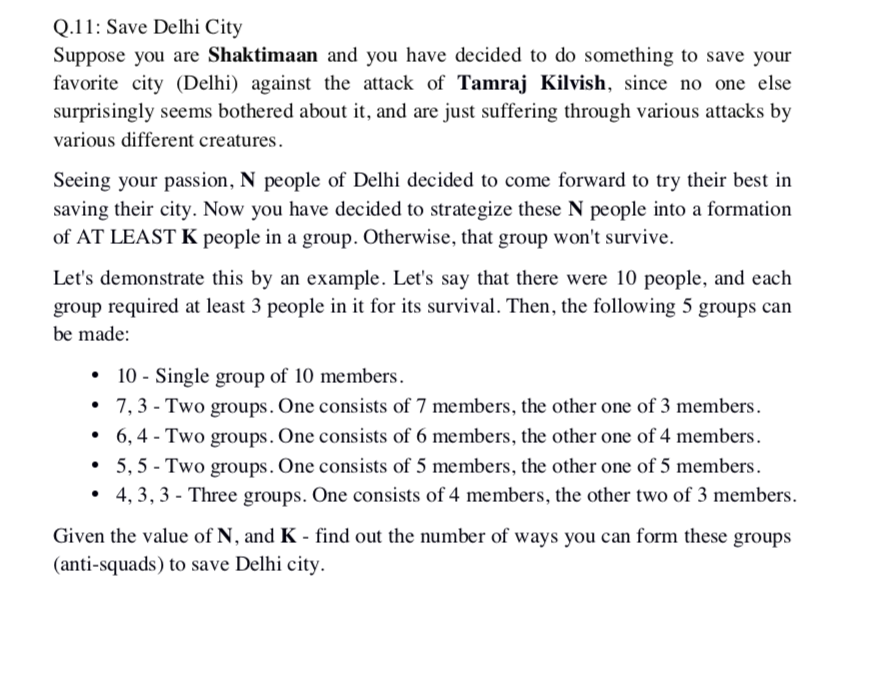 Q.11: Save Delhi City
Suppose you are Shaktimaan and you have decided to do something to save your
favorite city (Delhi) against the attack of Tamraj Kilvish, since no one else
surprisingly seems bothered about it, and are just suffering through various attacks by
various different creatures.
Seeing your passion, N people of Delhi decided to come forward to try their best in
saving their city. Now you have decided to strategize these N people into a formation
of AT LEAST K people in a group. Otherwise, that group won't survive.
Let's demonstrate this by an example. Let's say that there were 10 people, and each
group required at least 3 people in it for its survival. Then, the following 5 groups can
be made:
• 10 - Single group of 10 members.
• 7, 3 - Two groups. One consists of 7 members, the other one of 3 members.
• 6, 4 - Two groups. One consists of 6 members, the other one of 4 members.
• 5, 5 - Two groups. One consists of 5 members, the other one of 5 members.
• 4, 3, 3 - Three groups. One consists of 4 members, the other two of 3 members.
Given the value of N, and K - find out the number of ways you can form these groups
(anti-squads) to save Delhi city.